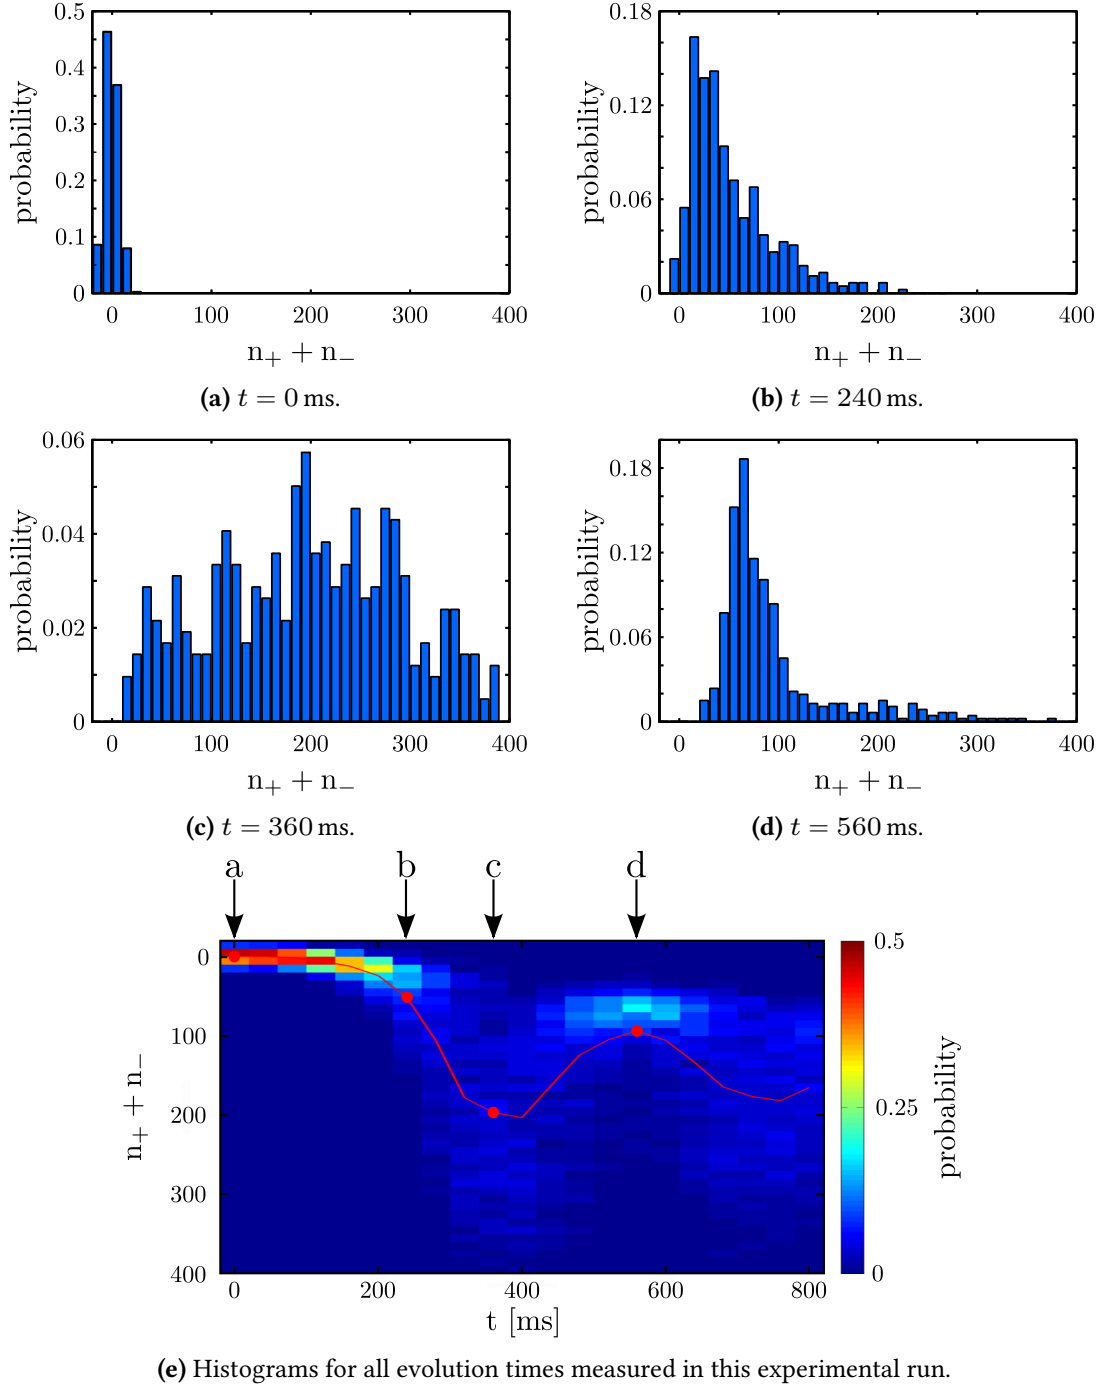 0.5
0.4
0.3
0.2
0.1
0
probability
0 100 200 300 400
n₊ + n₋
(a) t = 0 ms.
0.18
0.12
0.06
0
probability
0 100 200 300 400
n₊ + n₋
(b) t = 240 ms.
0.06
0.04
0.02
0
probability
0 100 200 300 400
n₊ + n₋
(c) t = 360 ms.
0.18
0.12
0.06
0
probability
0 100 200 300 400
n₊ + n₋
(d) t = 560 ms.
a b c d
0
100
200
300
400
n₊ + n₋
0 200 400 600 800
t [ms]
0.5
0.25
0
probability
(e) Histograms for all evolution times measured in this experimental run.